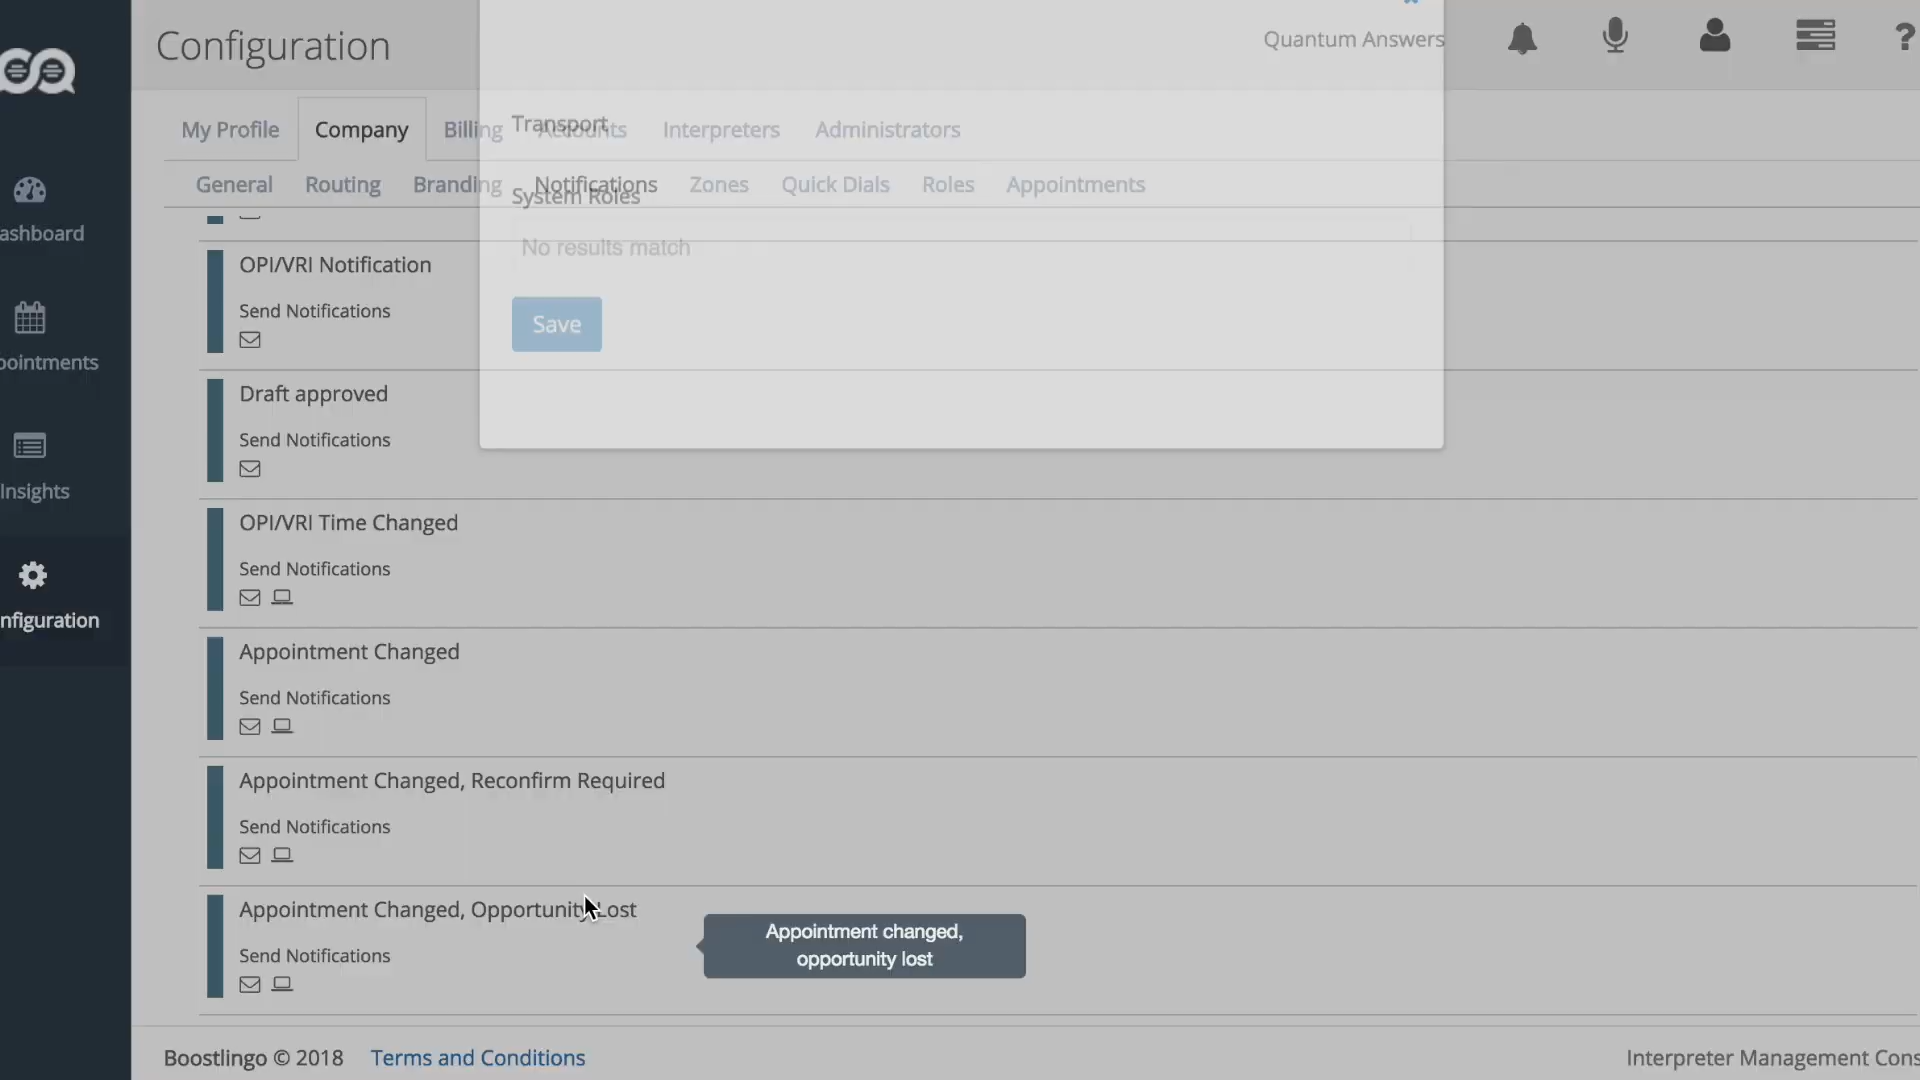 Configuration
Quantum Answers
My Profile Company Billing Accounts Interpreters Administrators
Transport
General Routing Branding Notifications Zones Quick Dials Roles Appointments
System Roles
No results match
Save
OPI/VRI Notification
Send Notifications
Draft approved
Send Notifications
OPI/VRI Time Changed
Send Notifications
Appointment Changed
Send Notifications
Appointment Changed, Reconfirm Required
Send Notifications
Appointment Changed, Opportunity Lost
Send Notifications
Appointment changed,
opportunity lost
ashboard
pointments
Insights
nfiguration
Boostlingo © 2018 Terms and Conditions
Interpreter Management Cons